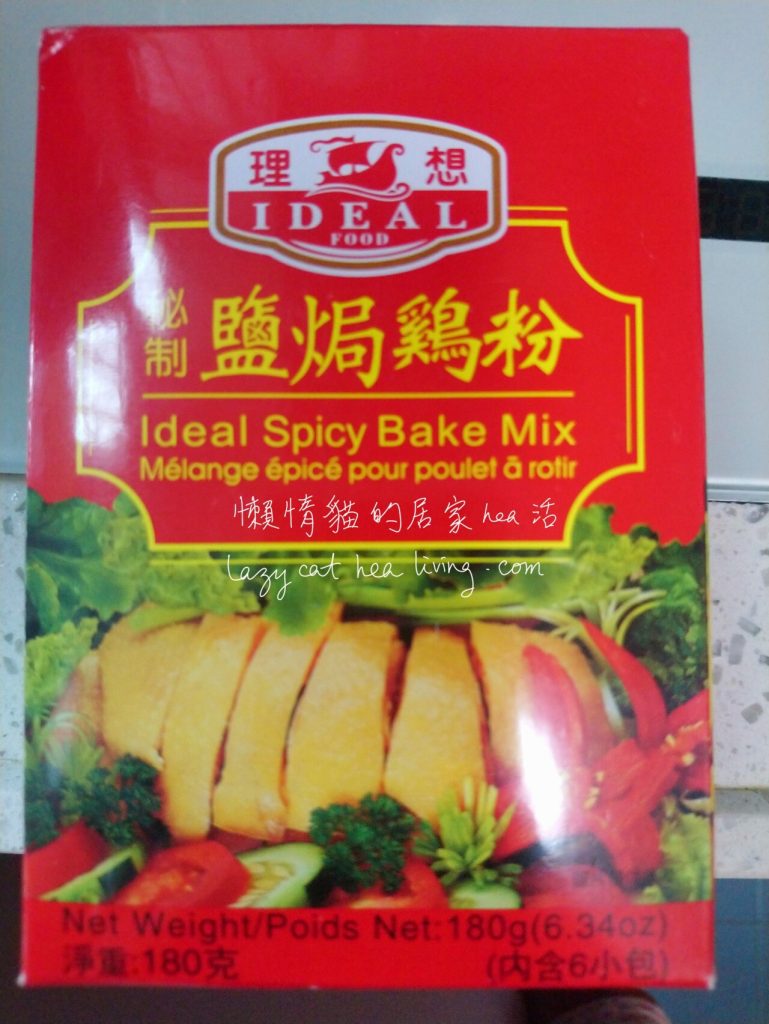 理想
IDEAL
FOOD
秘制
鹽焗鷄粉
Ideal Spicy Bake Mix
Mélange épicé pour poulet à rotir
懶惰貓的居家hea活
Lazy cat hea living.com
Net Weight/Poids Net:180g(6.34oz)
淨重:180克
(内含6小包)